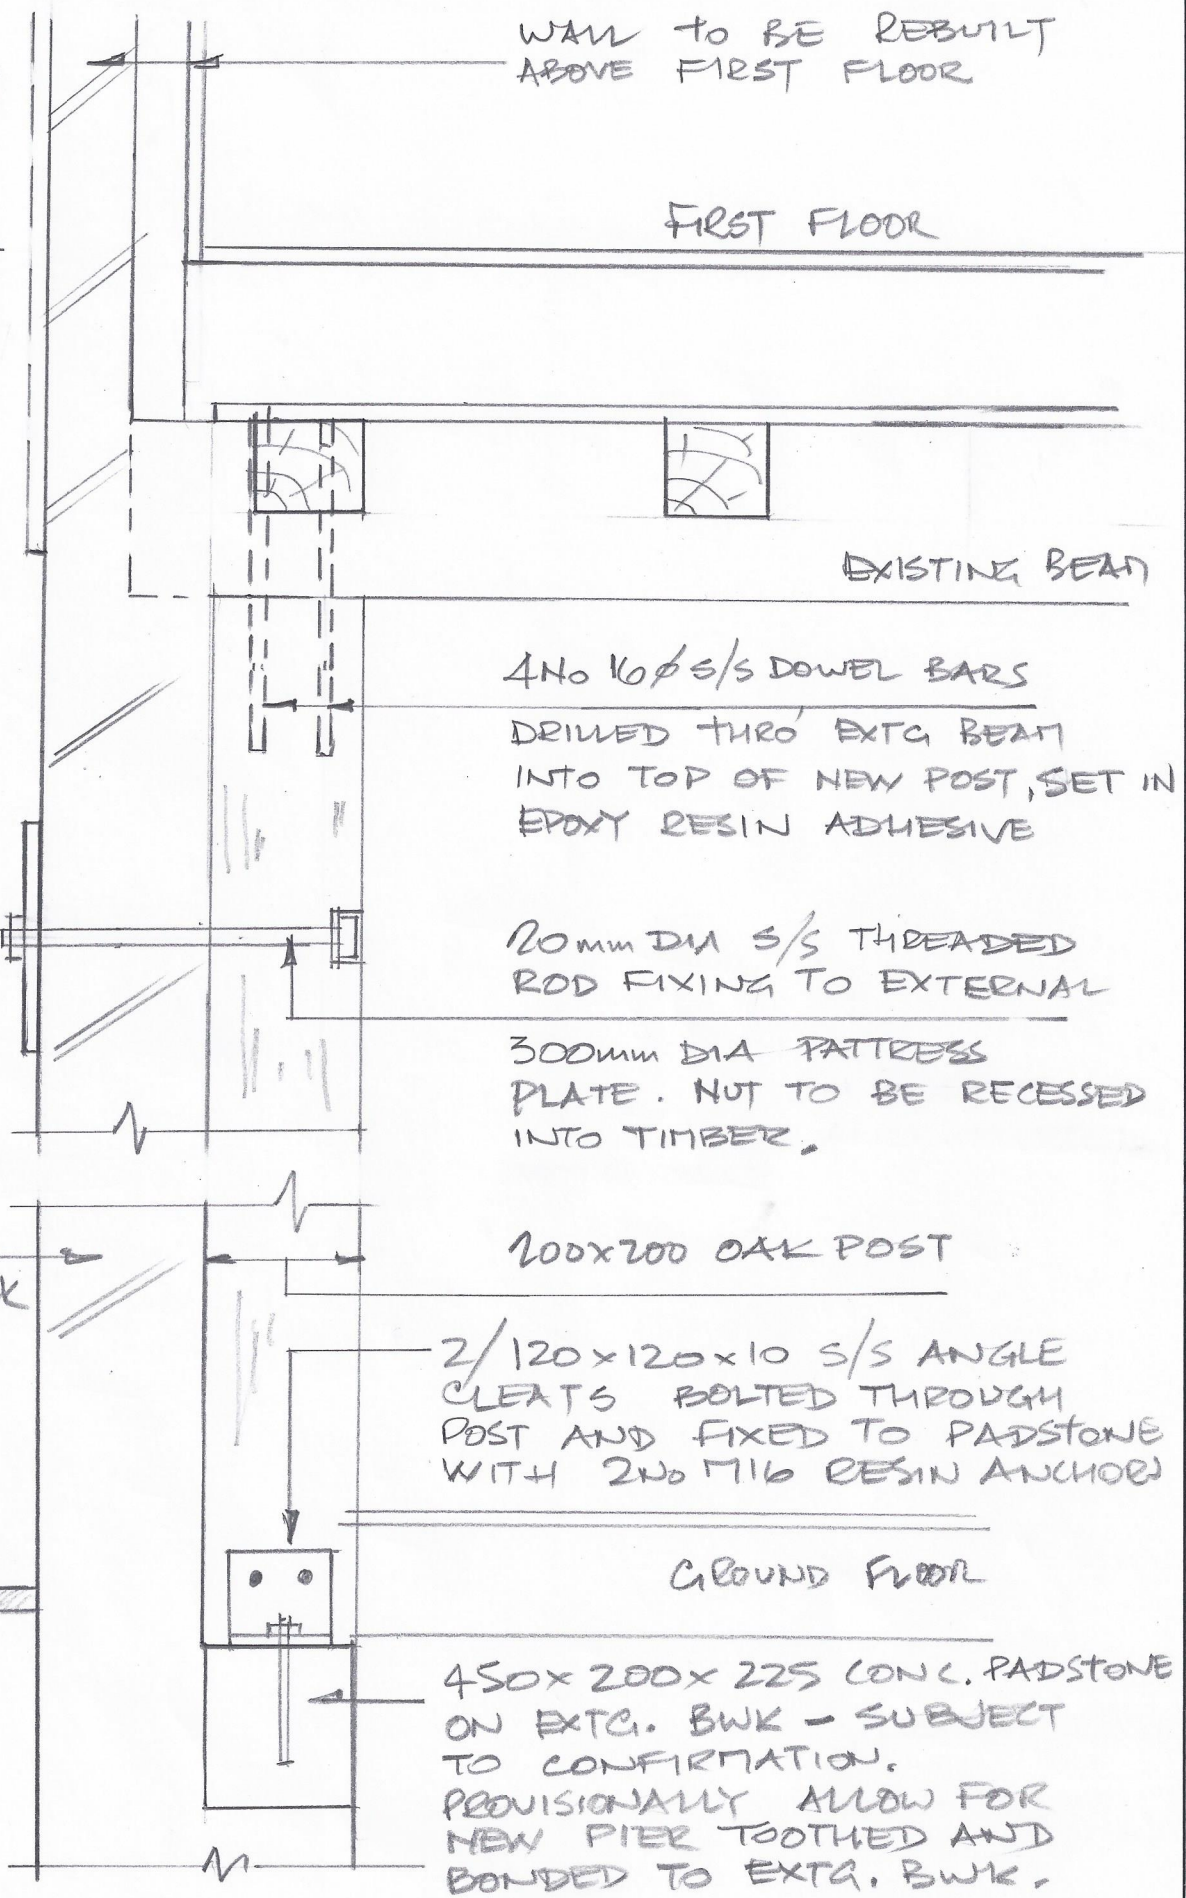 WALL TO BE REBUILT
ABOVE FIRST FLOOR
FIRST FLOOR
EXISTING BEAM
4No 16ø S/S DOWEL BARS
DRILLED THRO' EXTG BEAM
INTO TOP OF NEW POST, SET IN
EPOXY RESIN ADHESIVE
20mm DIA S/S THREADED
ROD FIXING TO EXTERNAL
300mm DIA PATTRESS
PLATE. NUT TO BE RECESSED
INTO TIMBER.
200x200 OAK POST
K
2/120x120x10 S/S ANGLE
CLEATS BOLTED THROUGH
POST AND FIXED TO PADSTONE
WITH 2No M16 RESIN ANCHORS
GROUND FLOOR
450x200x225 CONC. PADSTONE
ON EXTG. BWK - SUBJECT
TO CONFIRMATION.
PROVISIONALLY ALLOW FOR
NEW PIER TOOTHED AND
BONDED TO EXTG. BWK.